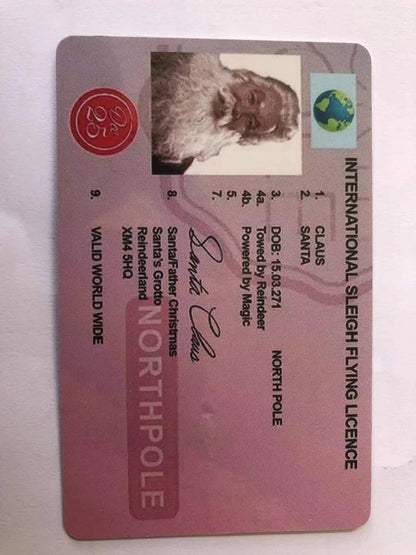 INTERNATIONAL SLEIGH FLYING LICENCE
1. CLAUS
2. SANTA
3. DOB: 15.03.271 NORTH POLE
4a. Towed by Reindeer
4b. Powered by Magic
5.
7. Santa Claus
8. Santa/Father Christmas
Santa's Grotto
Reindeerland
XM4 5HQ
9. VALID WORLD WIDE
NORTHPOLE
25